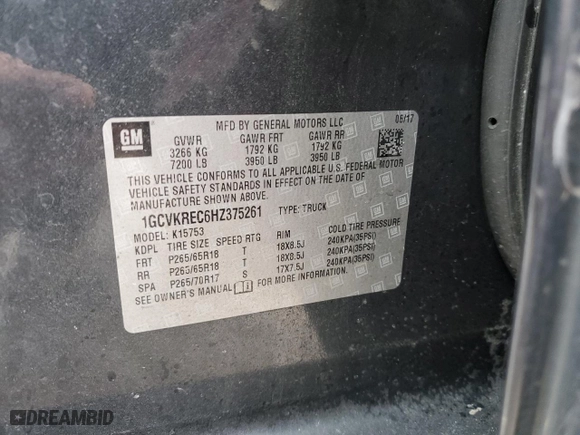 MFD BY GENERAL MOTORS LLC 05/17
GM
GVWR GAWR FRT GAWR RR
3266 KG 1792 KG 1792 KG
7200 LB 3950 LB 3950 LB
THIS VEHICLE CONFORMS TO ALL APPLICABLE U.S. FEDERAL MOTOR
VEHICLE SAFETY STANDARDS IN EFFECT ON THE DATE OF
MANUFACTURE SHOWN ABOVE.
1GCVKREC6HZ375261 TYPE: TRUCK
MODEL: K15753
KDPL TIRE SIZE SPEED RTG RIM COLD TIRE PRESSURE
FRT P265/65R18 T 18X8.5J 240KPA(35PSI)
RR P265/65R18 T 18X8.5J 240KPA(35PSI)
SPA P265/70R17 S 17X7.5J 240KPA(35PSI)
SEE OWNER'S MANUAL FOR MORE INFORMATION.
DREAMBID